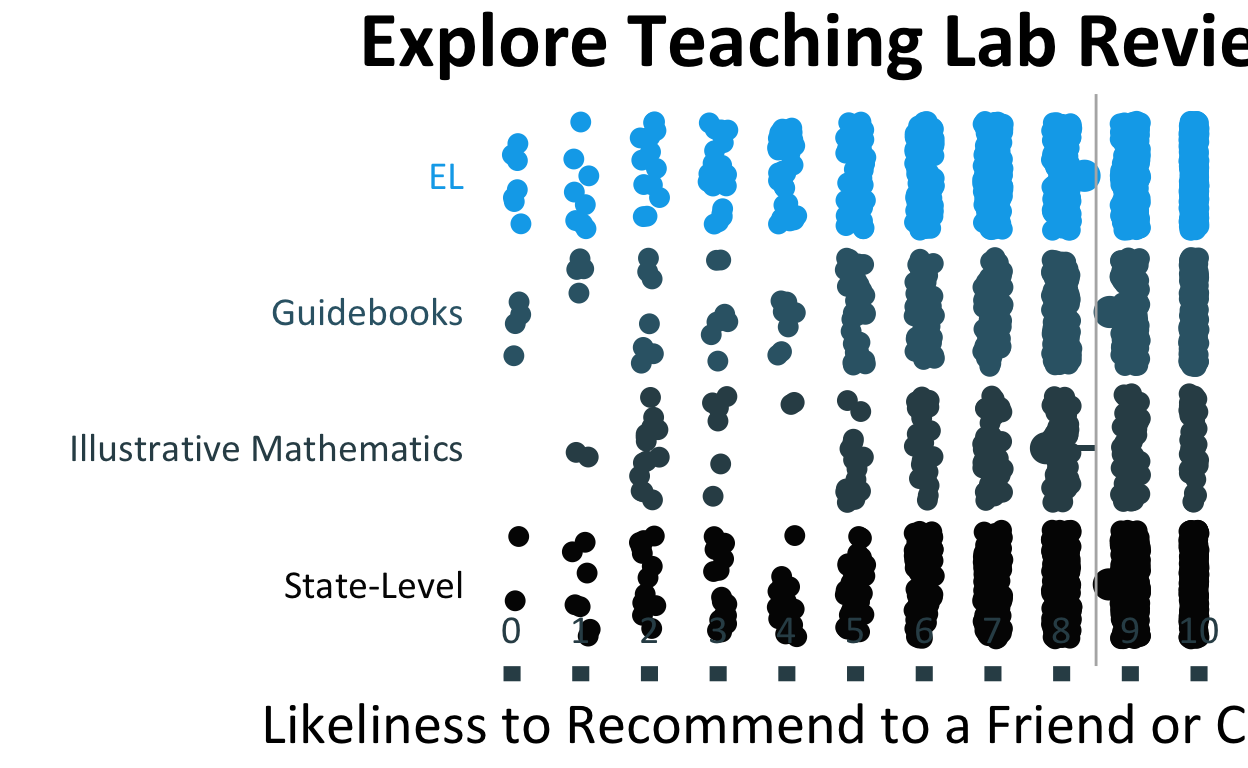 Explore Teaching Lab Revie
EL
Guidebooks
Illustrative Mathematics
State-Level
0 1 2 3 4 5 6 7 8 9 10
Likeliness to Recommend to a Friend or C